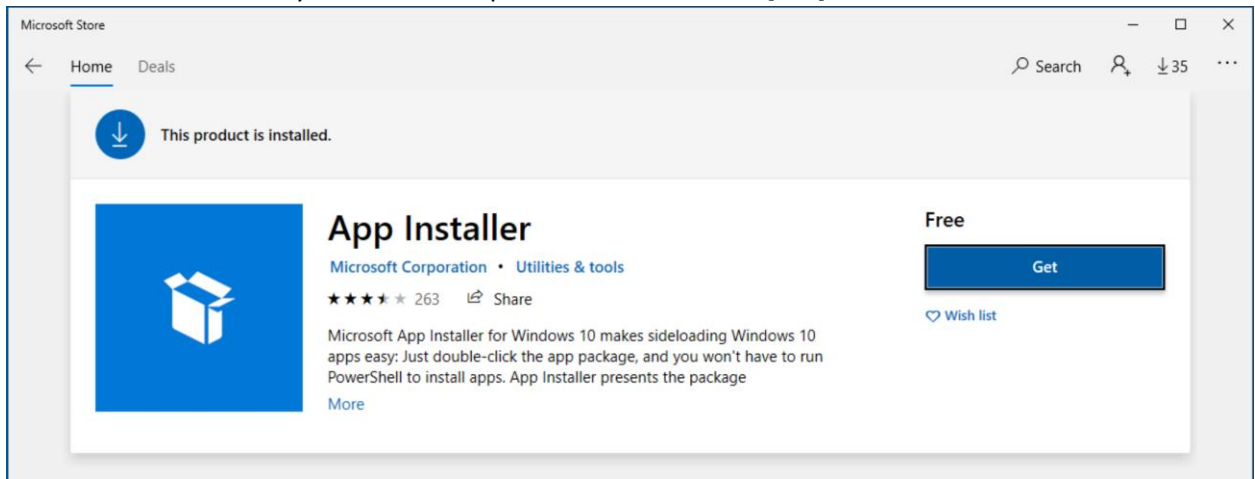 Microsoft Store
Home Deals Search 35
This product is installed.
App Installer
Free
Microsoft Corporation • Utilities & tools
Get
263 Share
Wish list
Microsoft App Installer for Windows 10 makes sideloading Windows 10
apps easy: Just double-click the app package, and you won't have to run
PowerShell to install apps. App Installer presents the package
More